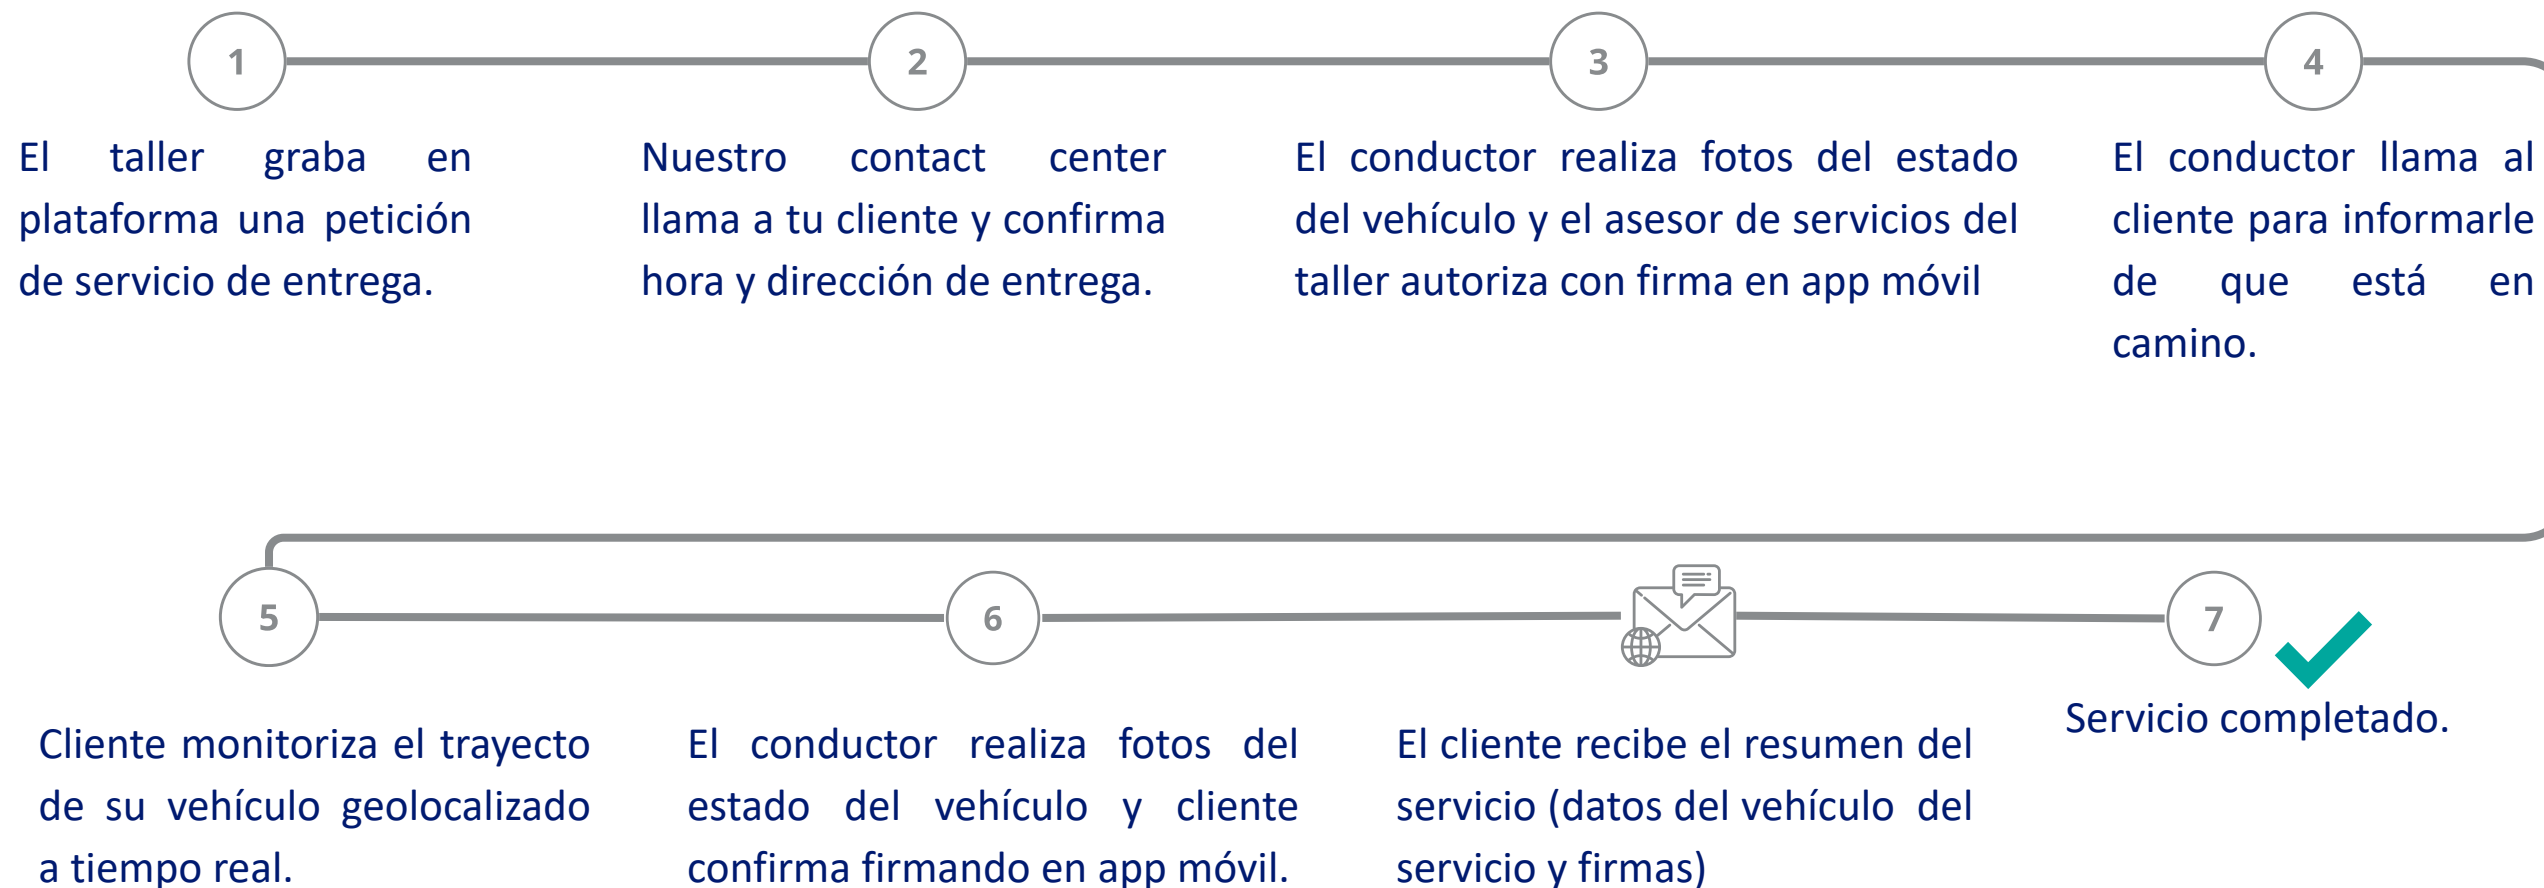 1
El taller graba en
plataforma una petición
de servicio de entrega.
2
Nuestro contact center
llama a tu cliente y confirma
hora y dirección de entrega.
3
El conductor realiza fotos del estado
del vehículo y el asesor de servicios del
taller autoriza con firma en app móvil
4
El conductor llama al
cliente para informarle
de que está en
camino.
5
Cliente monitoriza el trayecto
de su vehículo geolocalizado
a tiempo real.
6
El conductor realiza fotos del
estado del vehículo y cliente
confirma firmando en app móvil.
El cliente recibe el resumen del
servicio (datos del vehículo del
servicio y firmas)
7
Servicio completado.